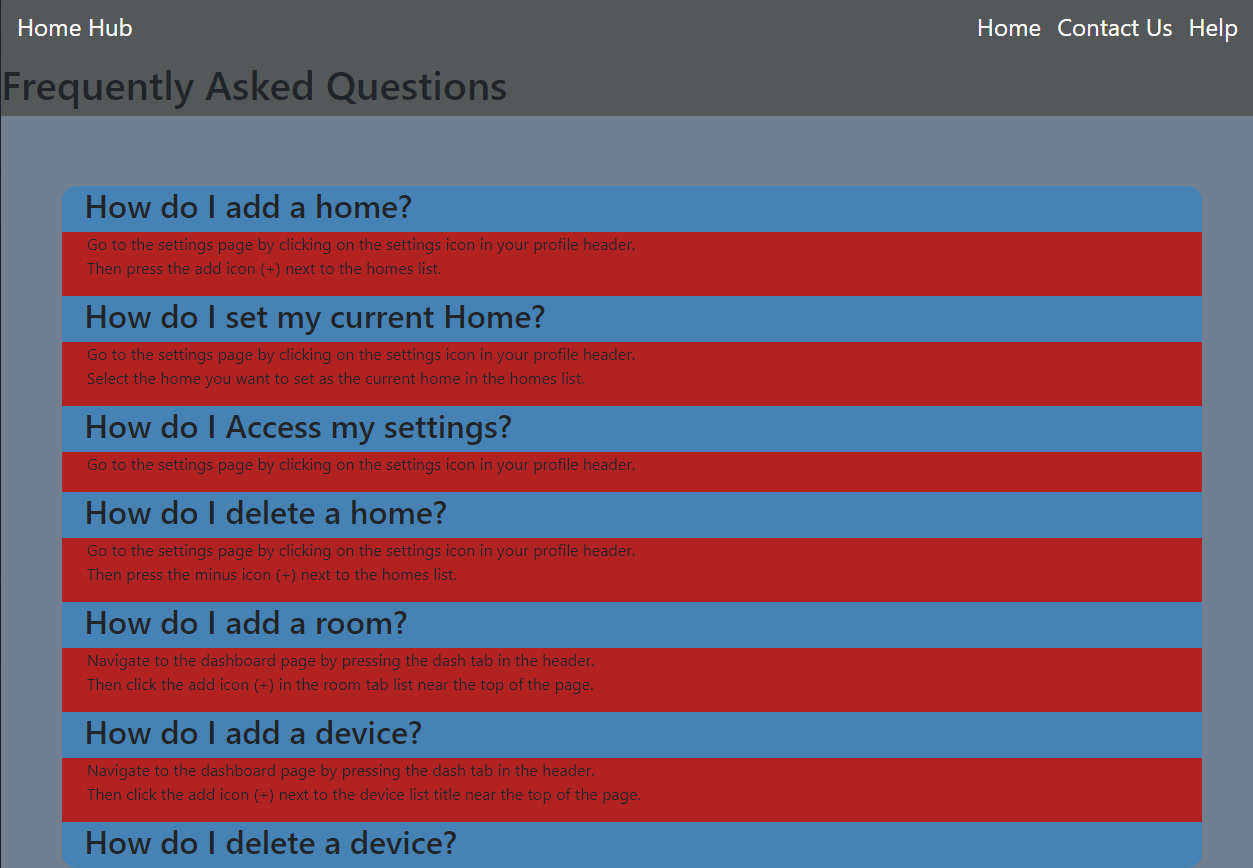 Home Hub
Home Contact Us Help
Frequently Asked Questions
How do I add a home?
Go to the settings page by clicking on the settings icon in your profile header.
Then press the add icon (+) next to the homes list.
How do I set my current Home?
Go to the settings page by clicking on the settings icon in your profile header.
Select the home you want to set as the current home in the homes list.
How do I Access my settings?
Go to the settings page by clicking on the settings icon in your profile header.
How do I delete a home?
Go to the settings page by clicking on the settings icon in your profile header.
Then press the minus icon (+) next to the homes list.
How do I add a room?
Navigate to the dashboard page by pressing the dash tab in the header.
Then click the add icon (+) in the room tab list near the top of the page.
How do I add a device?
Navigate to the dashboard page by pressing the dash tab in the header.
Then click the add icon (+) next to the device list title near the top of the page.
How do I delete a device?